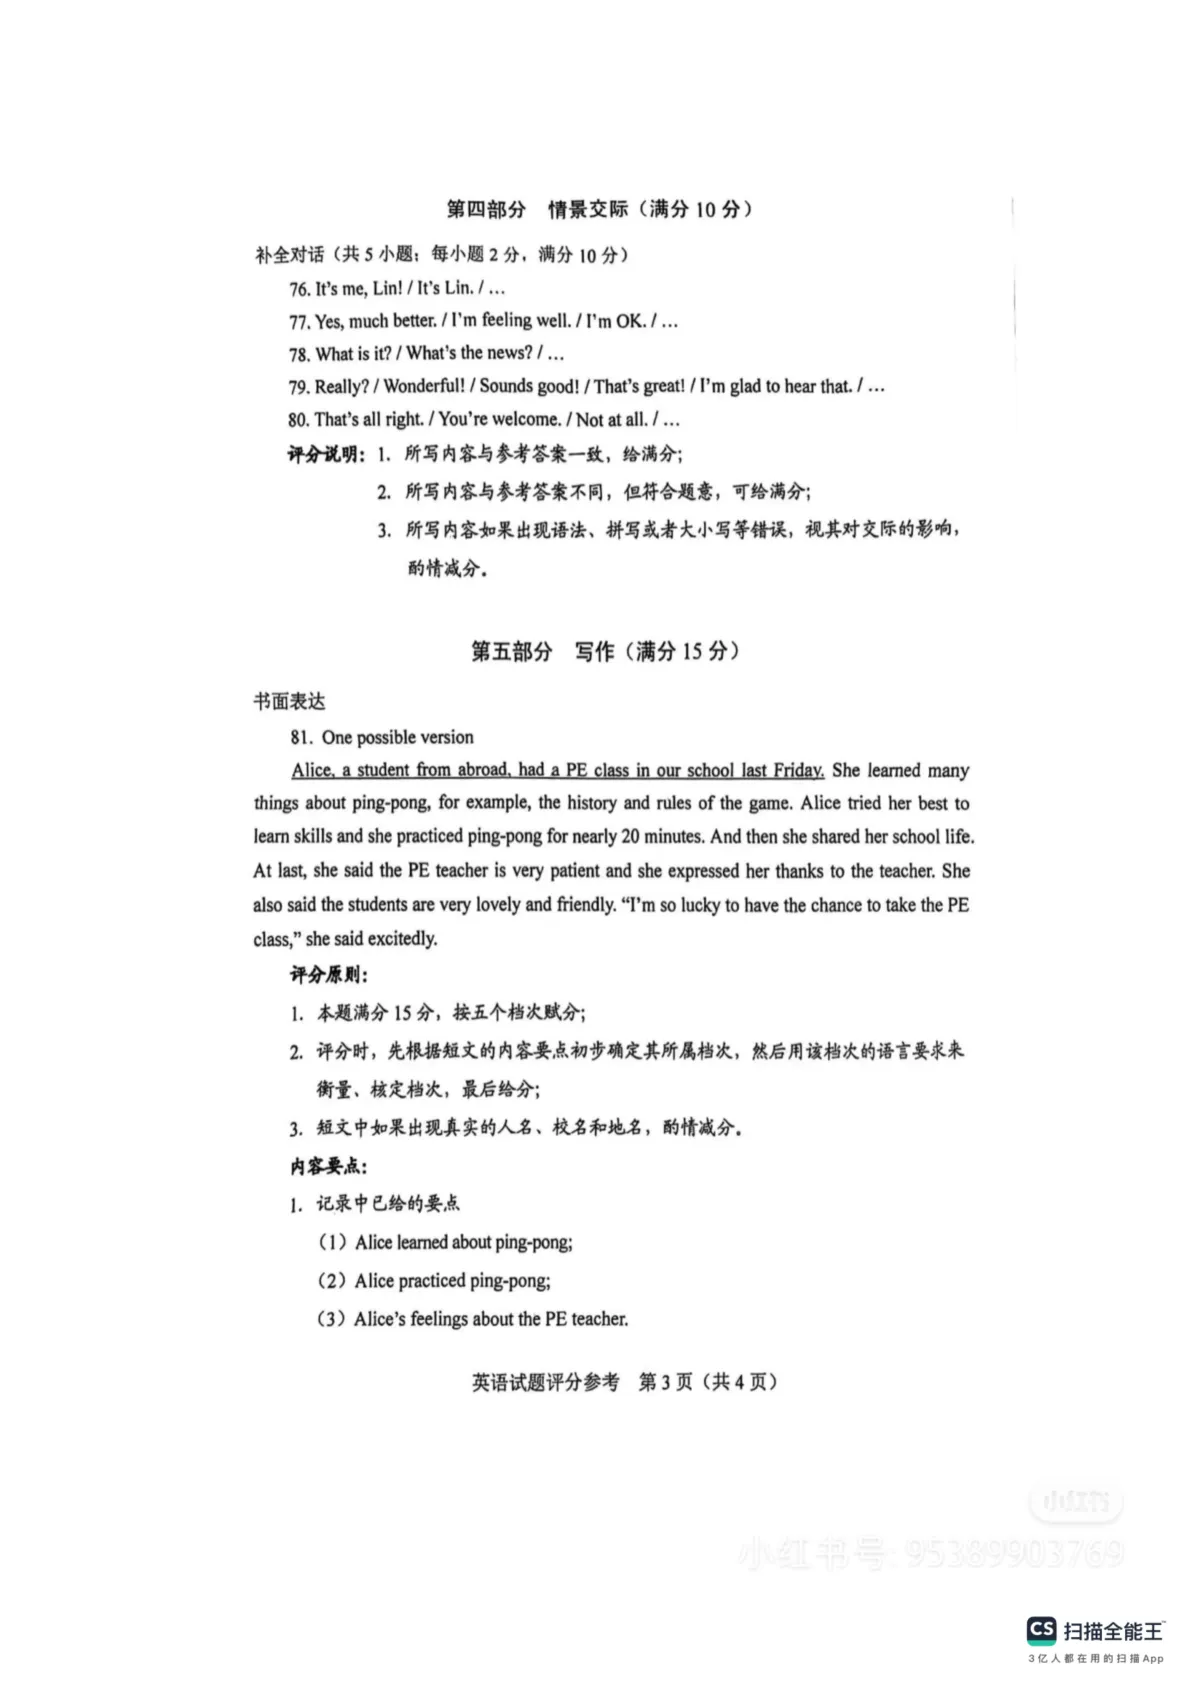 第四部分 情景交际（满分 10 分）
补全对话（共 5 小题；每小题 2 分，满分 10 分）
76. It's me, Lin! / It's Lin. / …
77. Yes, much better. / I'm feeling well. / I'm OK. / …
78. What is it? / What's the news? / …
79. Really? / Wonderful! / Sounds good! / That's great! / I'm glad to hear that. / …
80. That's all right. / You're welcome. / Not at all. / …
评分说明：1. 所写内容与参考答案一致，给满分；
2. 所写内容与参考答案不同，但符合题意，可给满分；
3. 所写内容如果出现语法、拼写或者大小写等错误，视其对交际的影响，
酌情减分。
第五部分 写作（满分 15 分）
书面表达
81. One possible version
Alice, a student from abroad, had a PE class in our school last Friday. She learned many
things about ping-pong, for example, the history and rules of the game. Alice tried her best to
learn skills and she practiced ping-pong for nearly 20 minutes. And then she shared her school life.
At last, she said the PE teacher is very patient and she expressed her thanks to the teacher. She
also said the students are very lovely and friendly. “I'm so lucky to have the chance to take the PE
class,” she said excitedly.
评分原则：
1. 本题满分 15 分，按五个档次赋分；
2. 评分时，先根据短文的内容要点初步确定其所属档次，然后用该档次的语言要求来
衡量、核定档次，最后给分；
3. 短文中如果出现真实的人名、校名和地名，酌情减分。
内容要点：
1. 记录中已给的要点
（1）Alice learned about ping-pong;
（2）Alice practiced ping-pong;
（3）Alice's feelings about the PE teacher.
英语试题评分参考 第 3 页（共 4 页）
小红书
小红书号: 95389903769
CS 扫描全能王™
3亿人都在用的扫描App